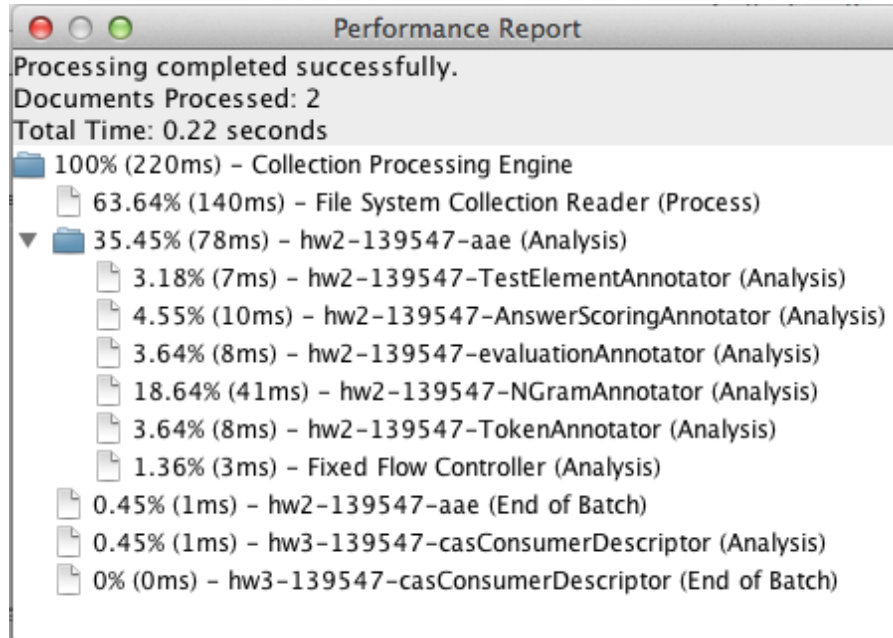 Performance Report
Processing completed successfully.
Documents Processed: 2
Total Time: 0.22 seconds
100% (220ms) – Collection Processing Engine
63.64% (140ms) – File System Collection Reader (Process)
35.45% (78ms) – hw2-139547-aae (Analysis)
3.18% (7ms) – hw2-139547-TestElementAnnotator (Analysis)
4.55% (10ms) – hw2-139547-AnswerScoringAnnotator (Analysis)
3.64% (8ms) – hw2-139547-evaluationAnnotator (Analysis)
18.64% (41ms) – hw2-139547-NGramAnnotator (Analysis)
3.64% (8ms) – hw2-139547-TokenAnnotator (Analysis)
1.36% (3ms) – Fixed Flow Controller (Analysis)
0.45% (1ms) – hw2-139547-aae (End of Batch)
0.45% (1ms) – hw3-139547-casConsumerDescriptor (Analysis)
0% (0ms) – hw3-139547-casConsumerDescriptor (End of Batch)